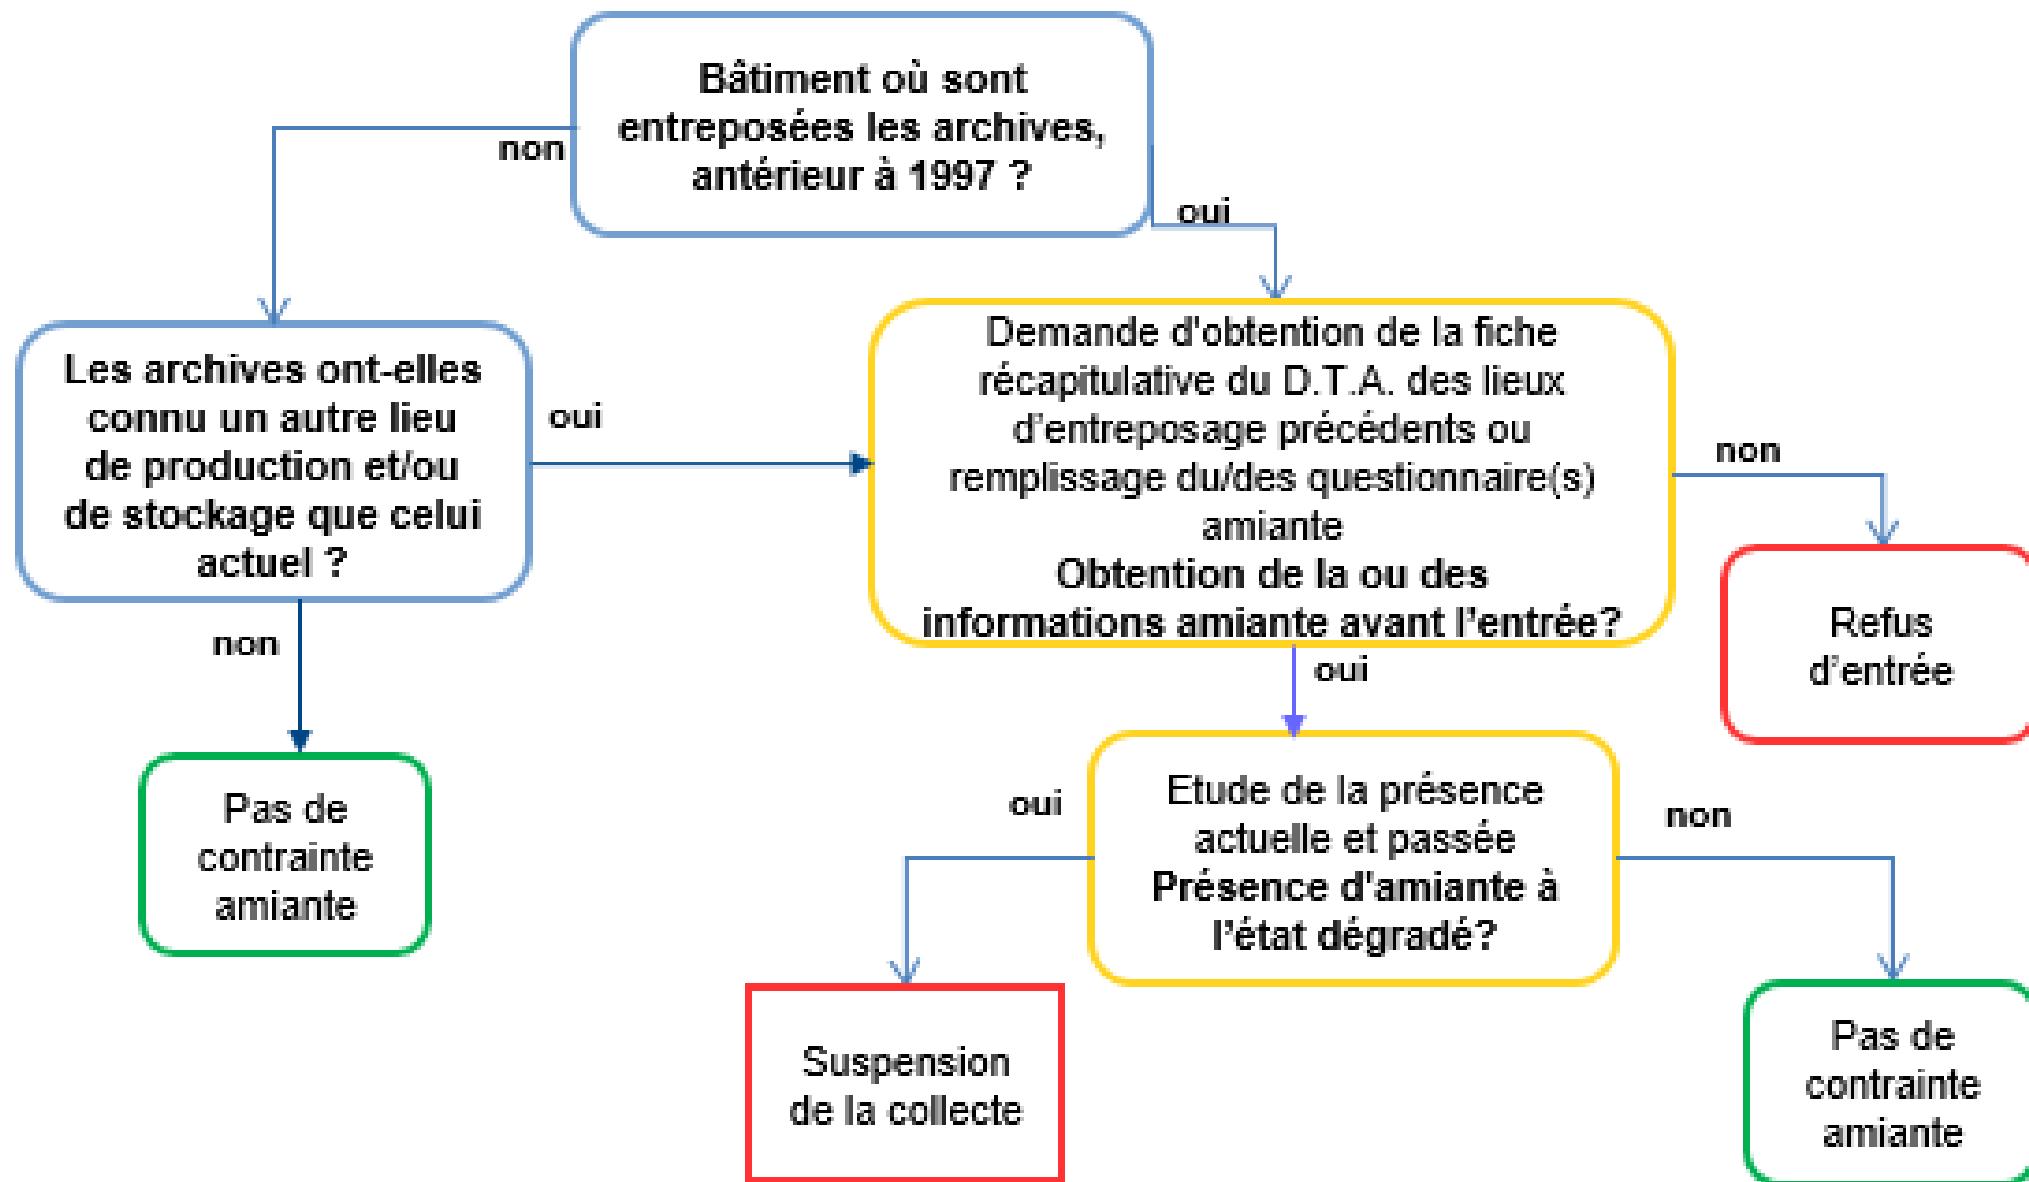 Bâtiment où sont
entreposées les archives,
antérieur à 1997 ?
non
oui
Les archives ont-elles
connu un autre lieu
de production et/ou
de stockage que celui
actuel ?
oui
Demande d'obtention de la fiche
récapitulative du D.T.A. des lieux
d'entreposage précédents ou
remplissage du/des questionnaire(s)
amiante
Obtention de la ou des
informations amiante avant l'entrée?
non
Refus
d'entrée
non
oui
Pas de
contrainte
amiante
oui
Etude de la présence
actuelle et passée
Présence d'amiante à
l'état dégradé?
non
Suspension
de la collecte
Pas de
contrainte
amiante